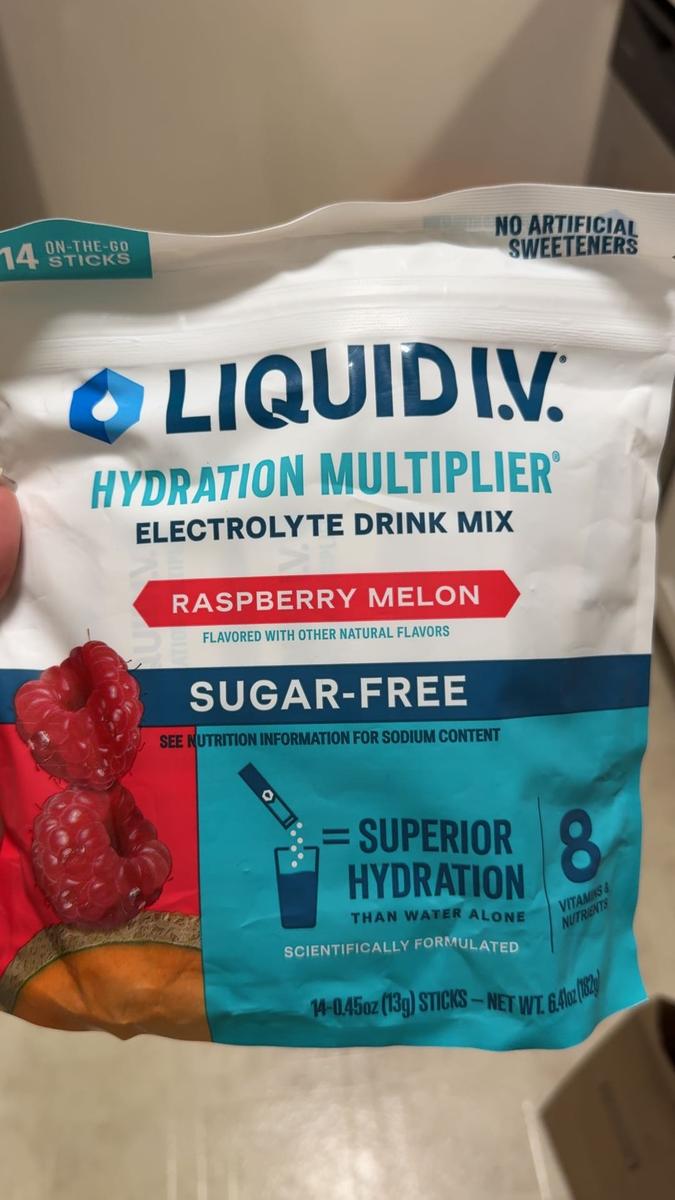 14 ON-THE-GO
STICKS
NO ARTIFICIAL
SWEETENERS
LIQUID I.V.®
HYDRATION MULTIPLIER®
ELECTROLYTE DRINK MIX
RASPBERRY MELON
FLAVORED WITH OTHER NATURAL FLAVORS
SUGAR-FREE
SEE NUTRITION INFORMATION FOR SODIUM CONTENT
= SUPERIOR
HYDRATION
THAN WATER ALONE
SCIENTIFICALLY FORMULATED
8
VITAMINS &
NUTRIENTS
14-0.45oz (13g) STICKS – NET WT. 6.41oz (182g)